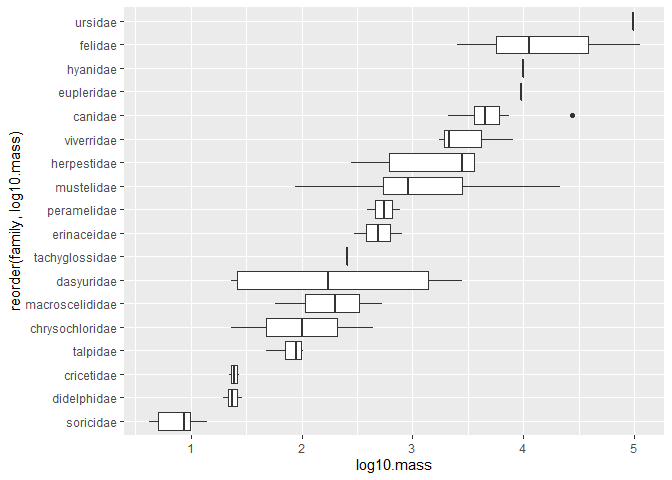 ursidae
felidae
hyanidae
eupleridae
canidae
viverridae
herpestidae
mustelidae
peramelidae
erinaceidae
tachyglossidae
dasyuridae
macroscelididae
chrysochloridae
talpidae
cricetidae
didelphidae
soricidae
reorder(family, log10.mass)
1 2 3 4 5
log10.mass